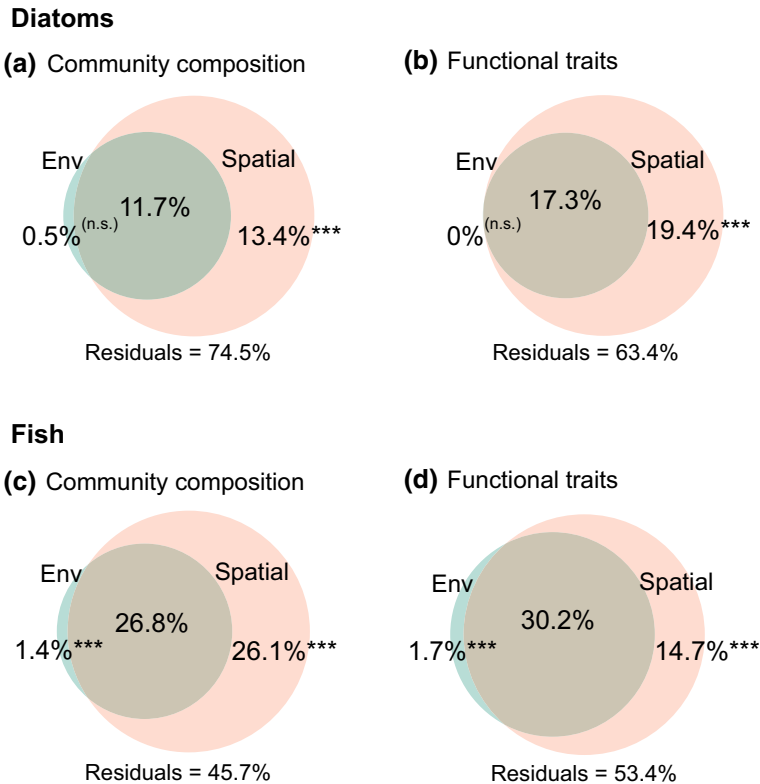 Diatoms
(a) Community composition
(b) Functional traits
Env
Spatial
11.7%
0.5%(n.s.)
13.4%***
Residuals = 74.5%
Env
Spatial
17.3%
0%(n.s.)
19.4%***
Residuals = 63.4%
Fish
(c) Community composition
(d) Functional traits
Env
Spatial
26.8%
1.4%***
26.1%***
Residuals = 45.7%
Env
Spatial
30.2%
1.7%***
14.7%***
Residuals = 53.4%